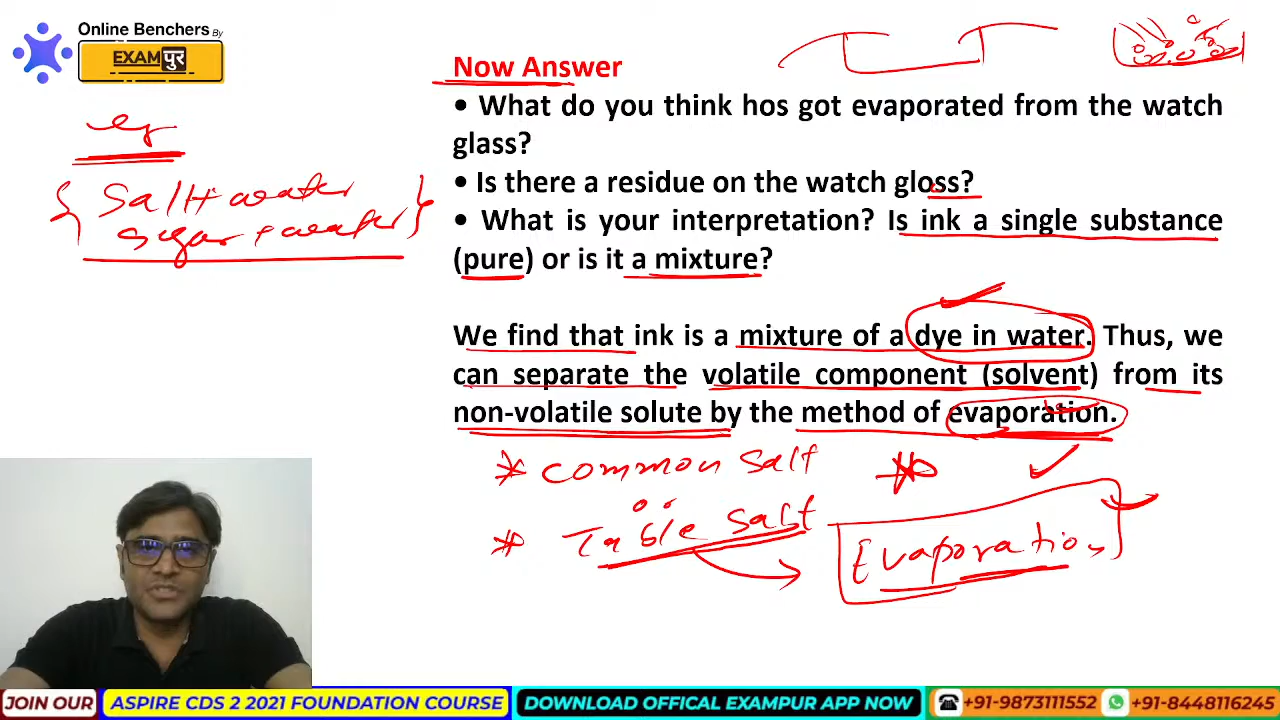 Online Benchers By
EXAMपुर
Now Answer
• What do you think hos got evaporated from the watch
glass?
• Is there a residue on the watch gloss?
• What is your interpretation? Is ink a single substance
(pure) or is it a mixture?
We find that ink is a mixture of a dye in water. Thus, we
can separate the volatile component (solvent) from its
non-volatile solute by the method of evaporation.
eg
Salt+water
Sugar+water
* Common Salt
* Table Salt
Evaporation
JOIN OUR
ASPIRE CDS 2 2021 FOUNDATION COURSE
DOWNLOAD OFFICAL EXAMPUR APP NOW
+91-9873111552
+91-8448116245